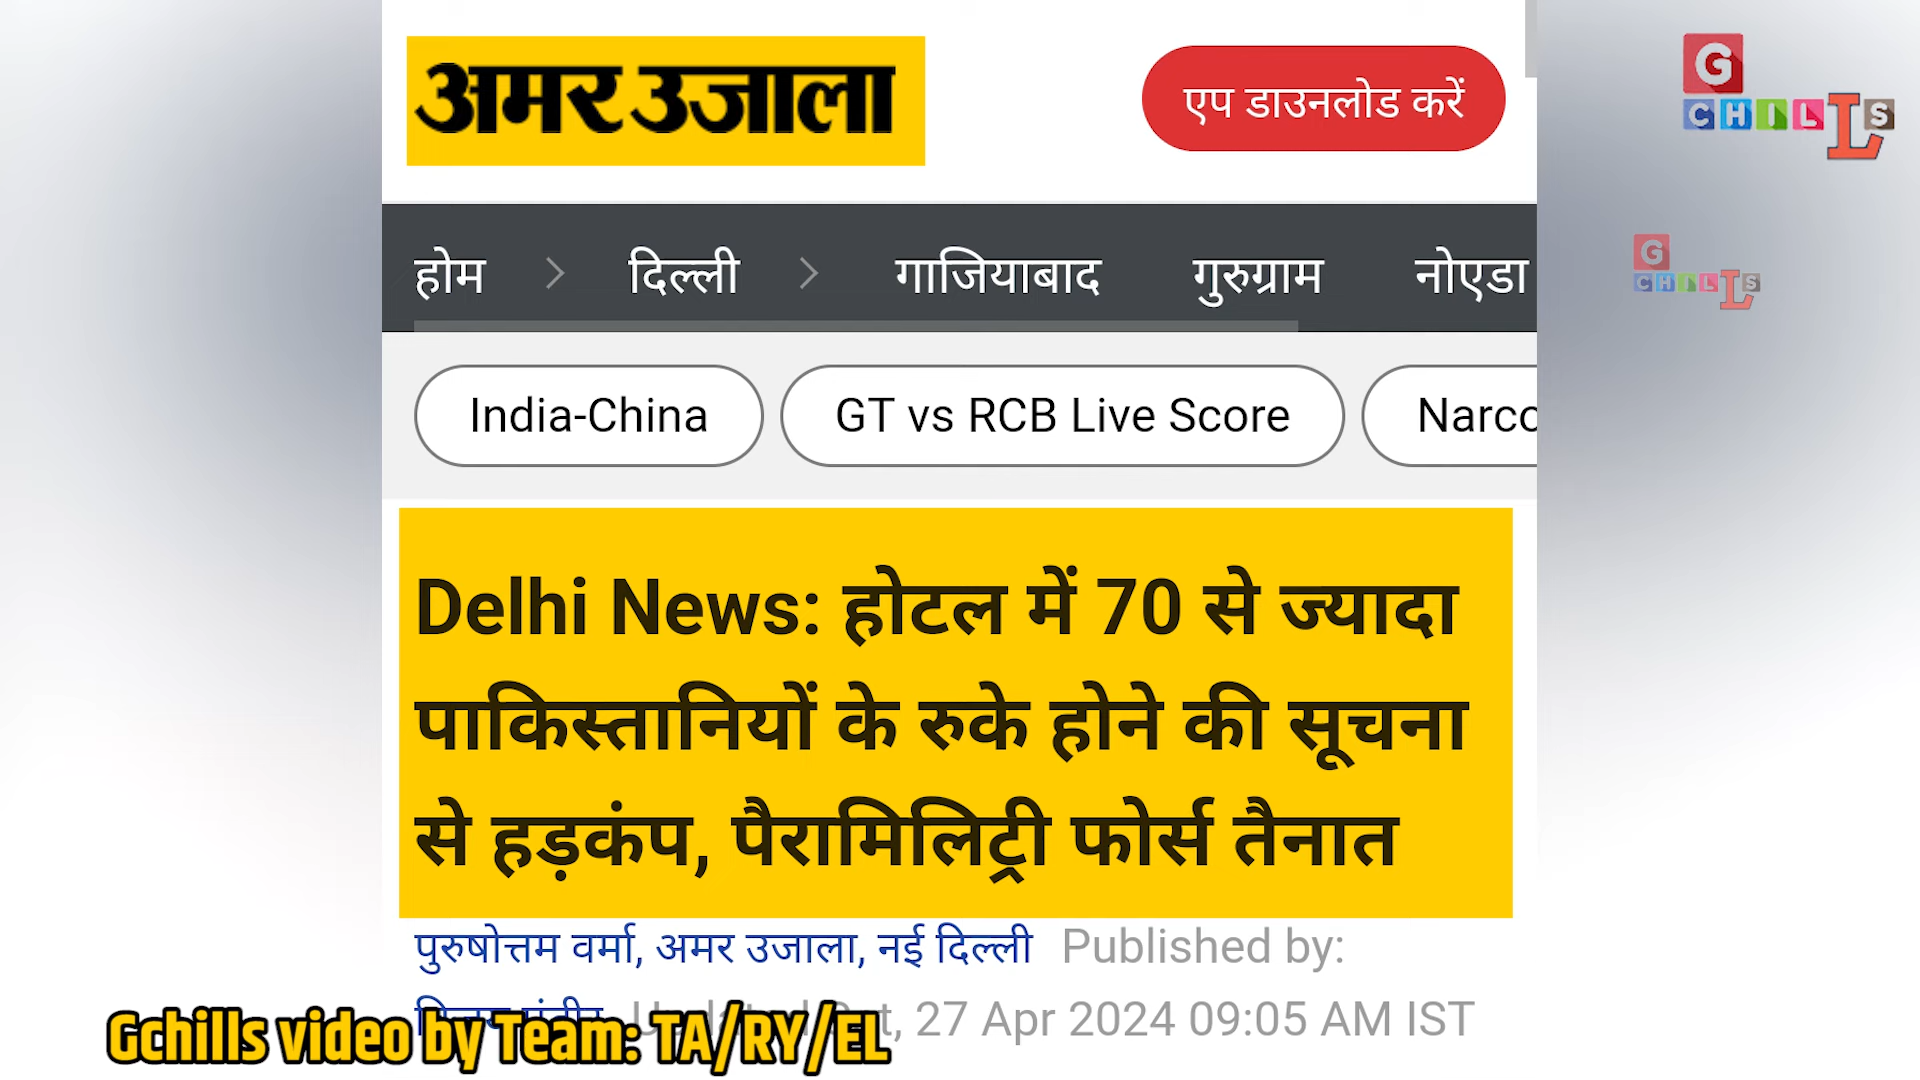 अमर उजाला
एप डाउनलोड करें
G
CHILLS
होम > दिल्ली > गाजियाबाद गुरुग्राम नोएडा
G
CHILLS
India-China GT vs RCB Live Score Narco
Delhi News: होटल में 70 से ज्यादा
पाकिस्तानियों के रुके होने की सूचना
से हड़कंप, पैरामिलिट्री फोर्स तैनात
पुरुषोत्तम वर्मा, अमर उजाला, नई दिल्ली Published by:
27 Apr 2024 09:05 AM IST
Gchills video by Team: TA/RY/EL